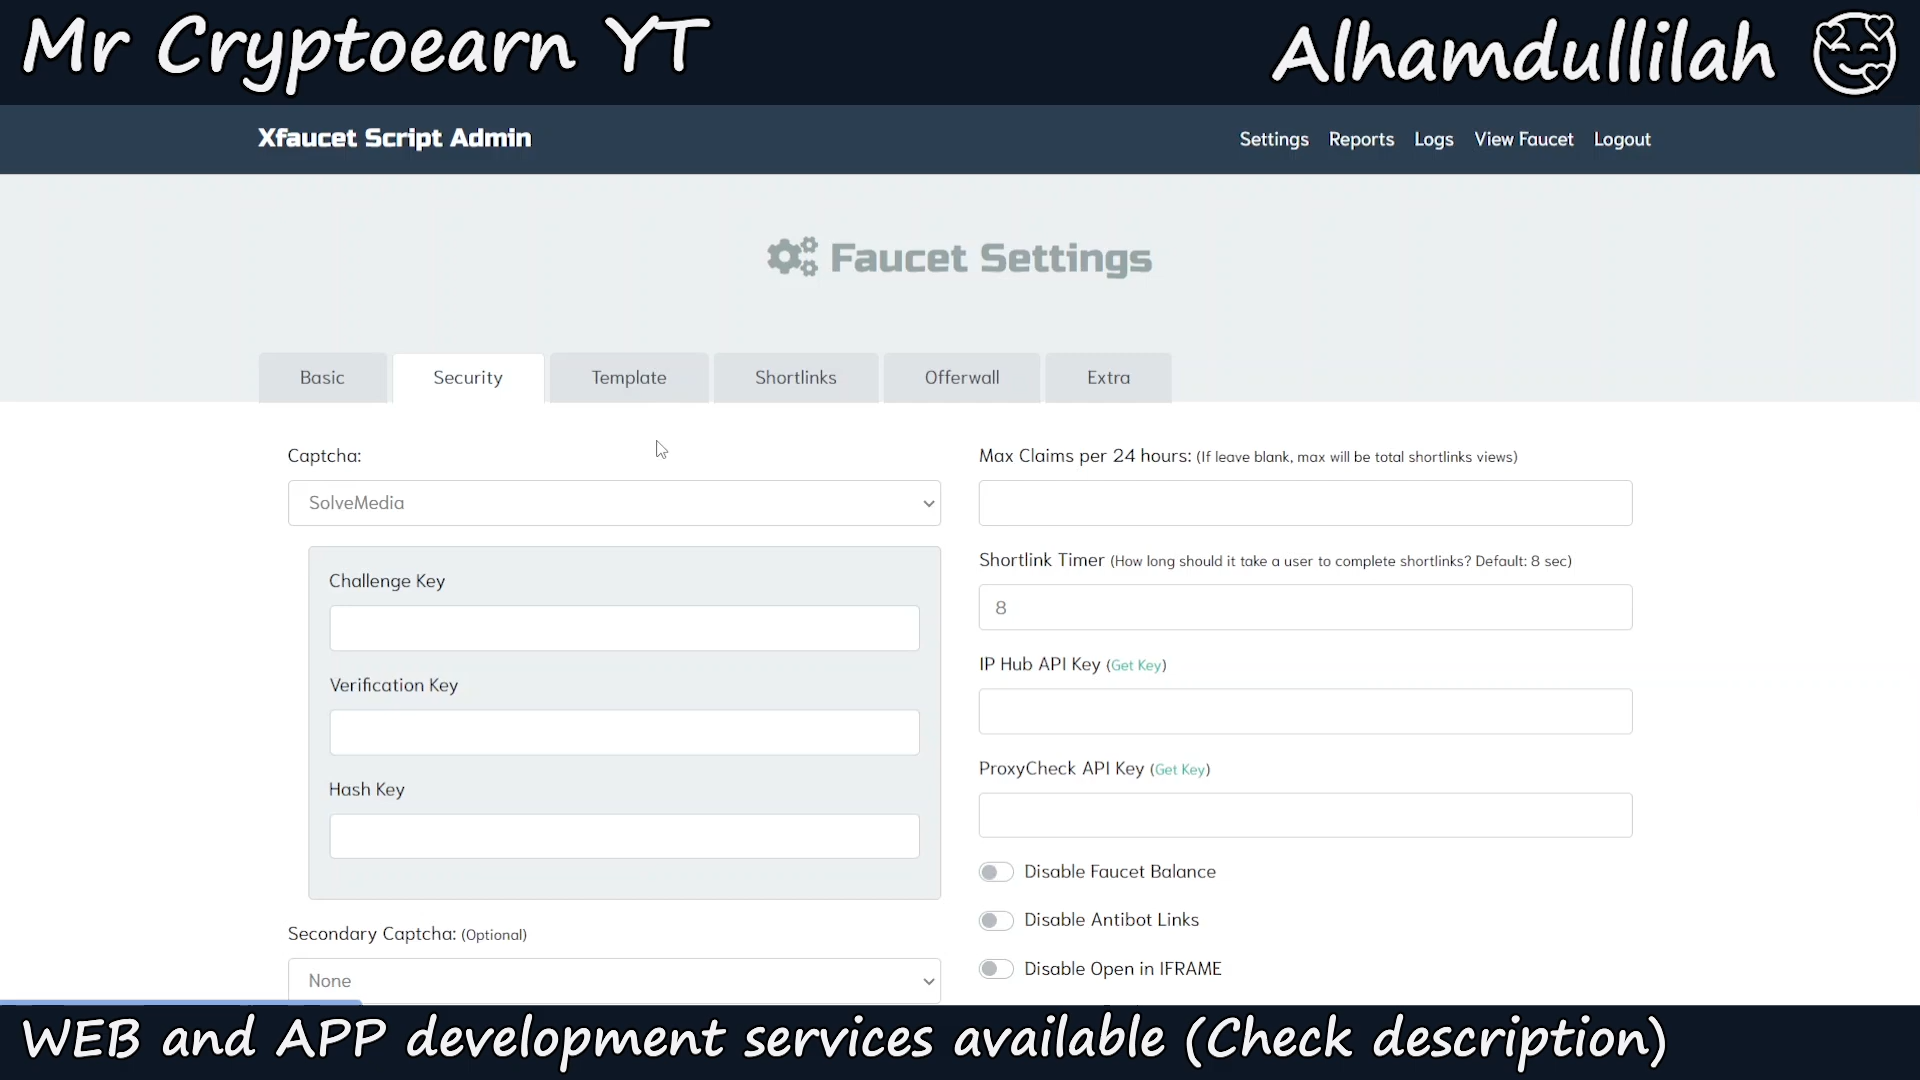 Mr Cryptoearn YT
Alhamdullilah
Xfaucet Script Admin
Settings Reports Logs View Faucet Logout
Faucet Settings
Basic Security Template Shortlinks Offerwall Extra
Captcha:
SolveMedia
Challenge Key
Verification Key
Hash Key
Secondary Captcha: (Optional)
None
Max Claims per 24 hours: (If leave blank, max will be total shortlinks views)
Shortlink Timer (How long should it take a user to complete shortlinks? Default: 8 sec)
8
IP Hub API Key (Get Key)
ProxyCheck API Key (Get Key)
Disable Faucet Balance
Disable Antibot Links
Disable Open in IFRAME
WEB and APP development services available (Check description)